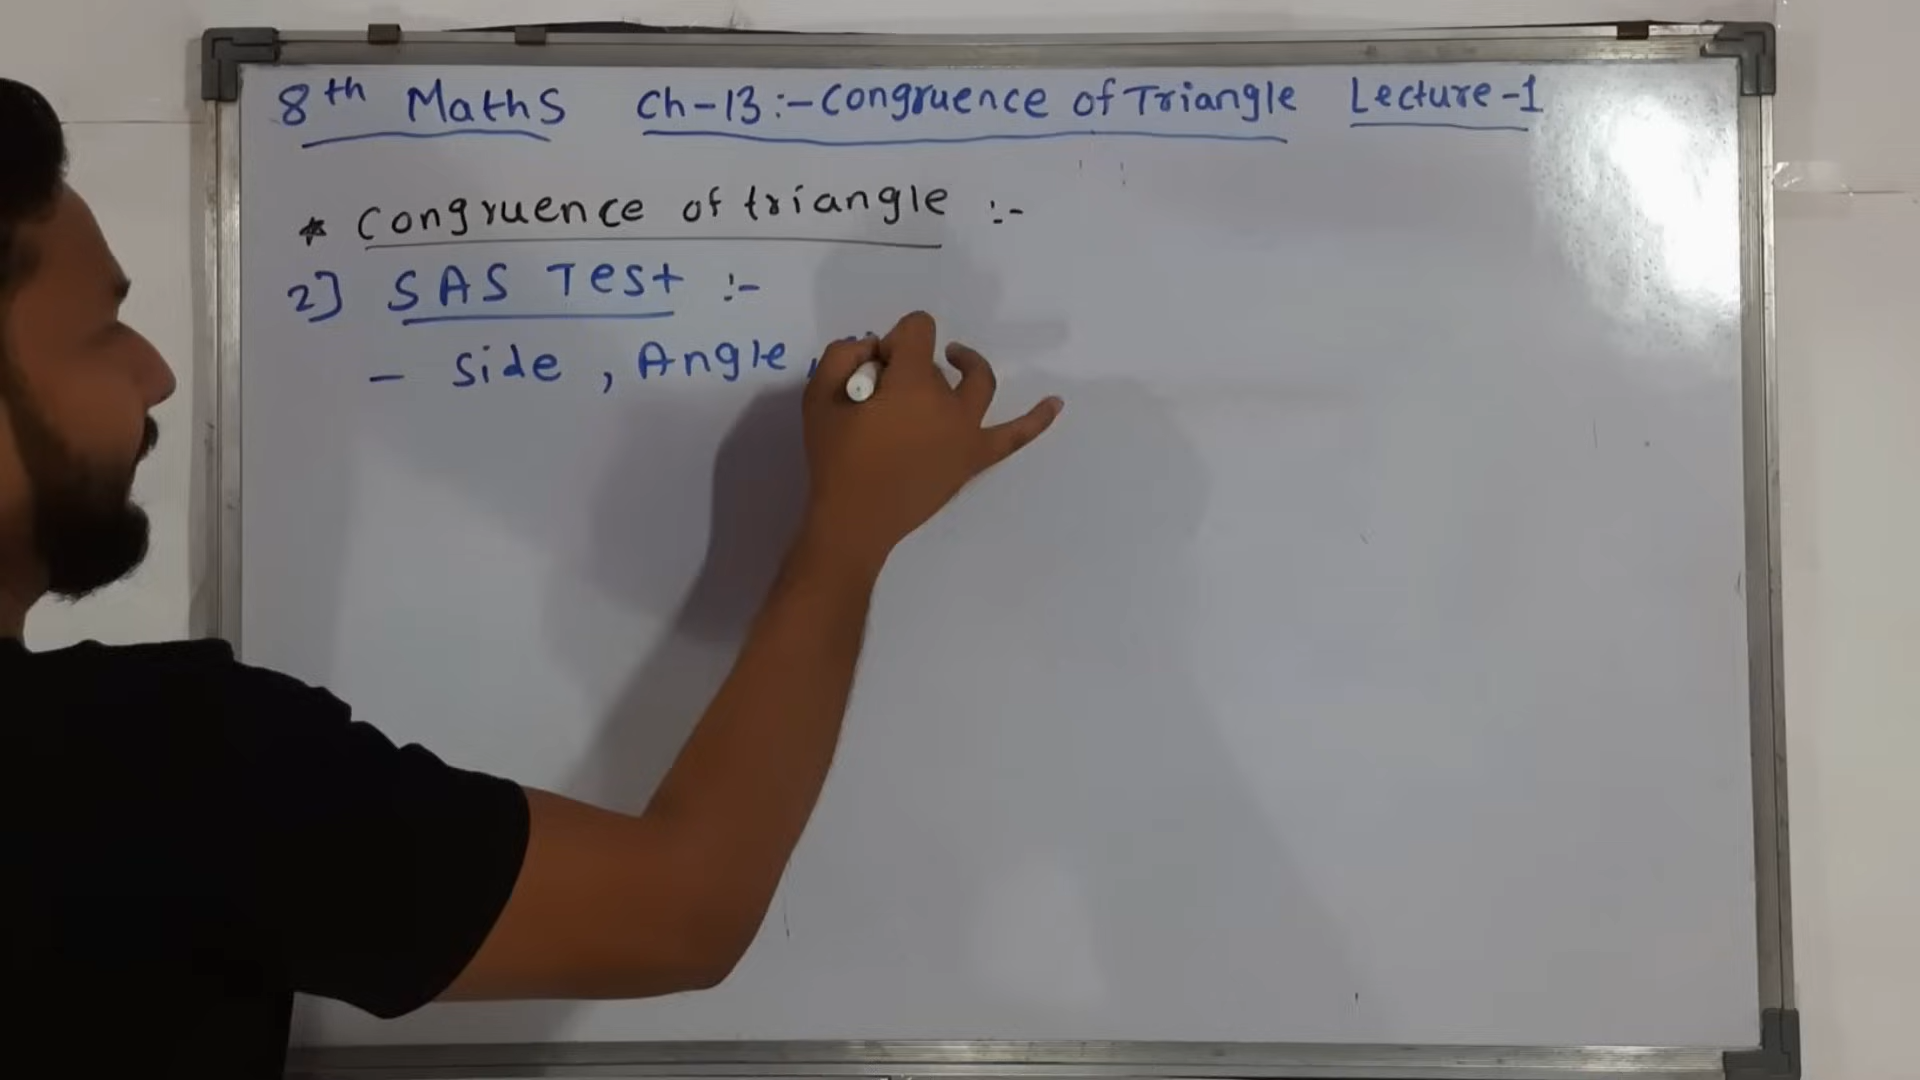 8th Maths Ch-13:- Congruence of Triangle Lecture-1
* Congruence of triangle :-
2] SAS Test :-
- Side , Angle ,